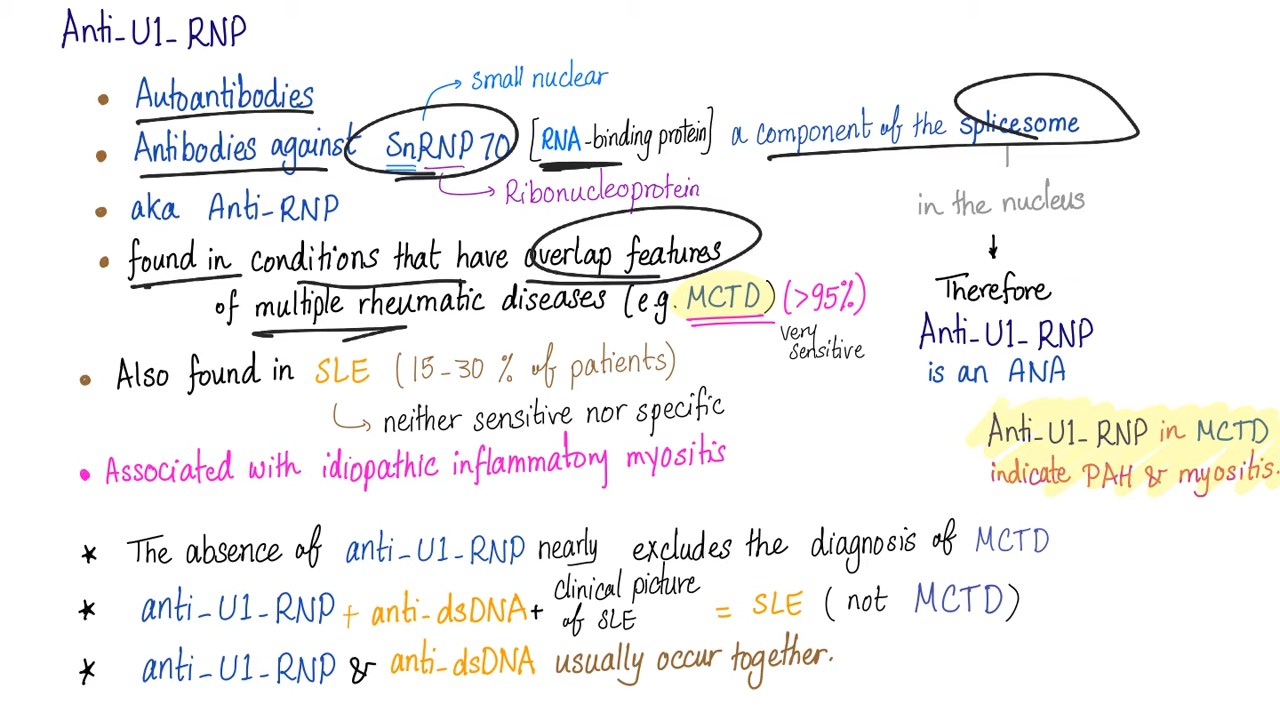 Anti-U1-RNP
• Autoantibodies
small nuclear
• Antibodies against SnRNP 70 [RNA-binding protein] a component of the splicesome
Ribonucleoprotein
in the nucleus
• aka Anti-RNP
• found in conditions that have overlap features
of multiple rheumatic diseases (e.g. MCTD) (>95%)
very sensitive
Therefore
Anti-U1-RNP
is an ANA
• Also found in SLE (15-30 % of patients)
neither sensitive nor specific
Anti-U1-RNP in MCTD
indicate PAH & myositis.
• Associated with idiopathic inflammatory myositis
* The absence of anti-U1-RNP nearly excludes the diagnosis of MCTD
* anti-U1-RNP + anti-dsDNA + clinical picture of SLE = SLE (not MCTD)
* anti-U1-RNP & anti-dsDNA usually occur together.